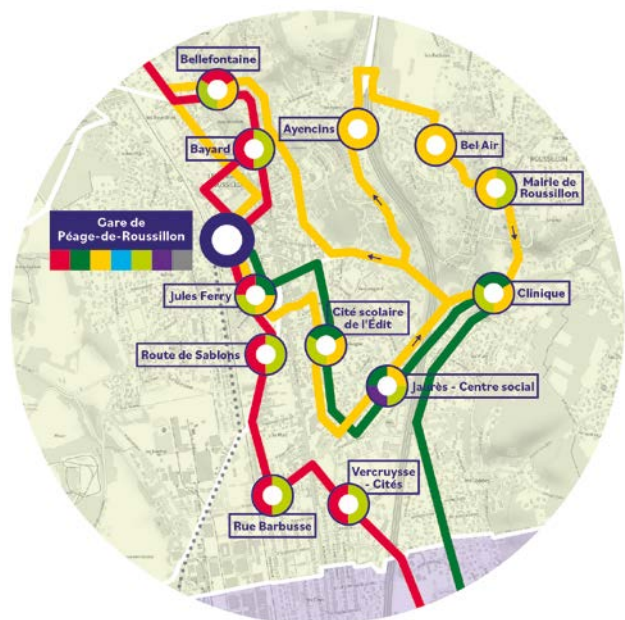 Bellefontaine
Ayencins
Bayard
Bel Air
ROUSSILLON
Mairie de
Roussillon
Gare de
Péage-de-Roussillon
Jules Ferry
Clinique
Cité scolaire
de l'Édit
Route de Sablons
Jaurès - Centre social
Vercruysse
- Cités
Rue Barbusse